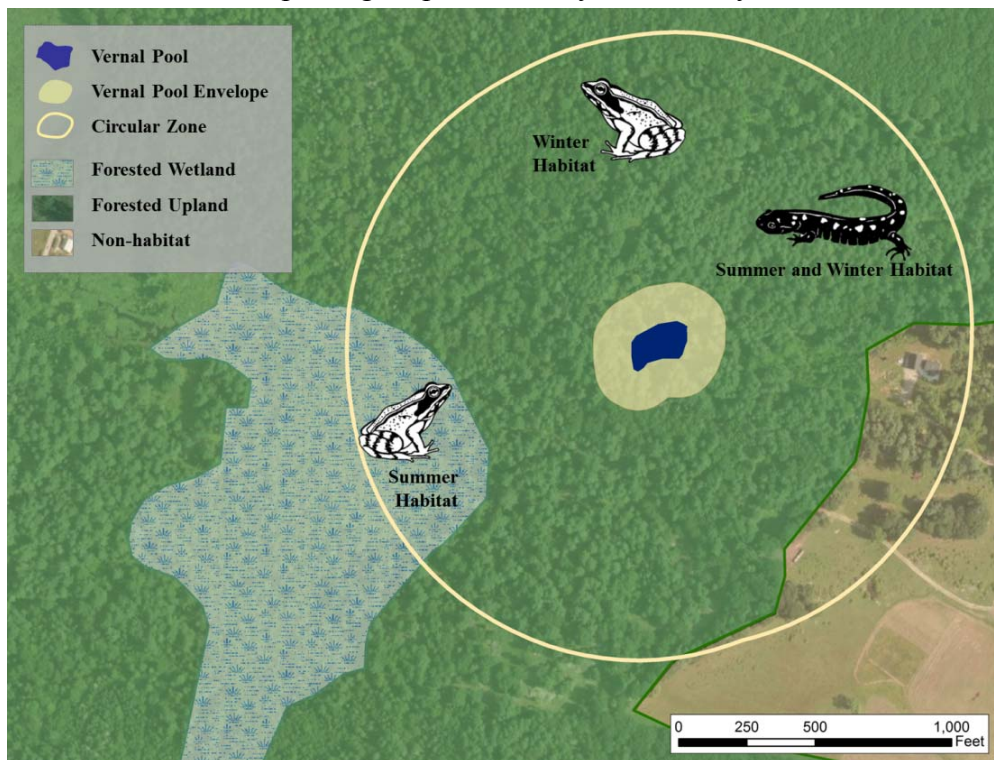 Vernal Pool
Vernal Pool Envelope
Circular Zone
Forested Wetland
Forested Upland
Non-habitat
Winter
Habitat
Summer and Winter Habitat
Summer
Habitat
0 250 500 1,000
Feet